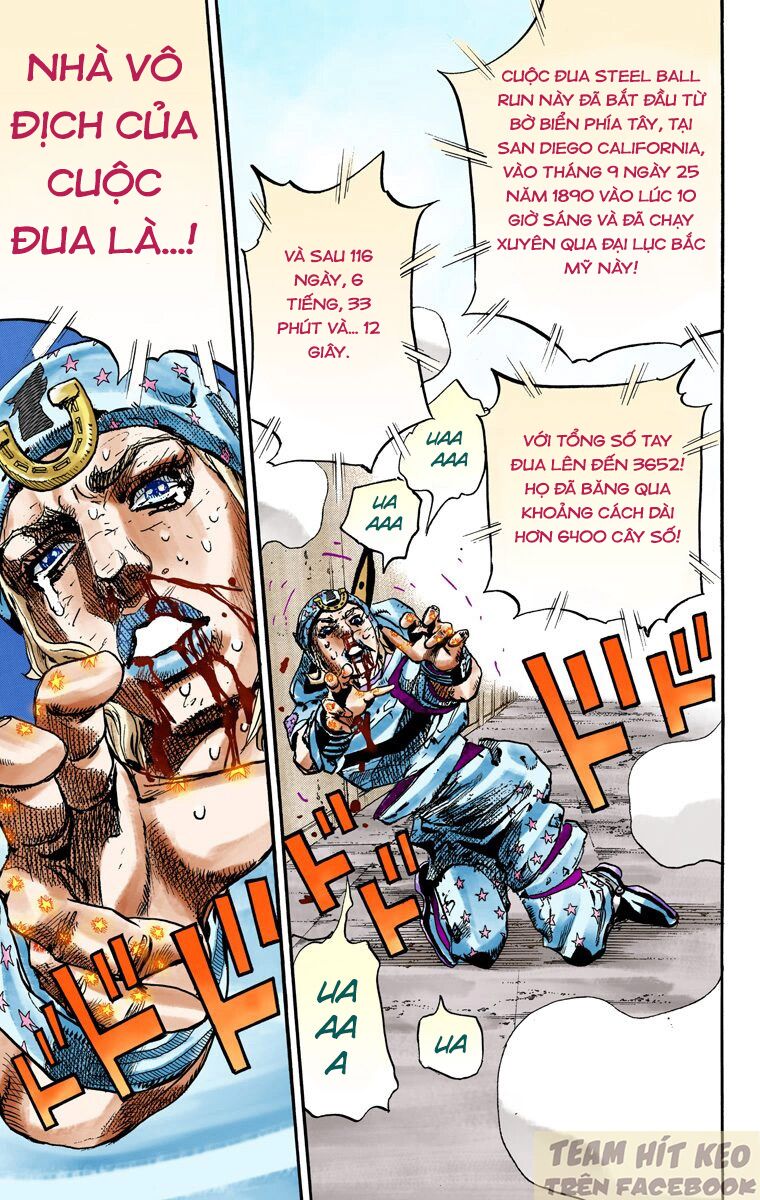 CUỘC ĐUA STEEL BALL
RUN NÀY ĐÃ BẮT ĐẦU TỪ
BỜ BIỂN PHÍA TÂY, TẠI
SAN DIEGO CALIFORNIA,
VÀO THÁNG 9 NGÀY 25
NĂM 1890 VÀO LÚC 10
GIỜ SÁNG VÀ ĐÃ CHẠY
XUYÊN QUA ĐẠI LỤC BẮC
MỸ NÀY!
VỚI TỔNG SỐ TAY
ĐUA LÊN ĐẾN 3652!
HỌ ĐÃ BĂNG QUA
KHOẢNG CÁCH DÀI
HƠN 6400 CÂY SỐ!
VÀ SAU 116
NGÀY, 6
TIẾNG, 33
PHÚT VÀ... 12
GIÂY.
UAA
AAA
UA
AAA
ドドドド
UA
AA
A
UA
NHÀ VÔ
ĐỊCH CỦA
CUỘC
ĐUA LÀ...!
1
ドドドド
TEAM HÍT KEO
TRÊN FACEBOOK